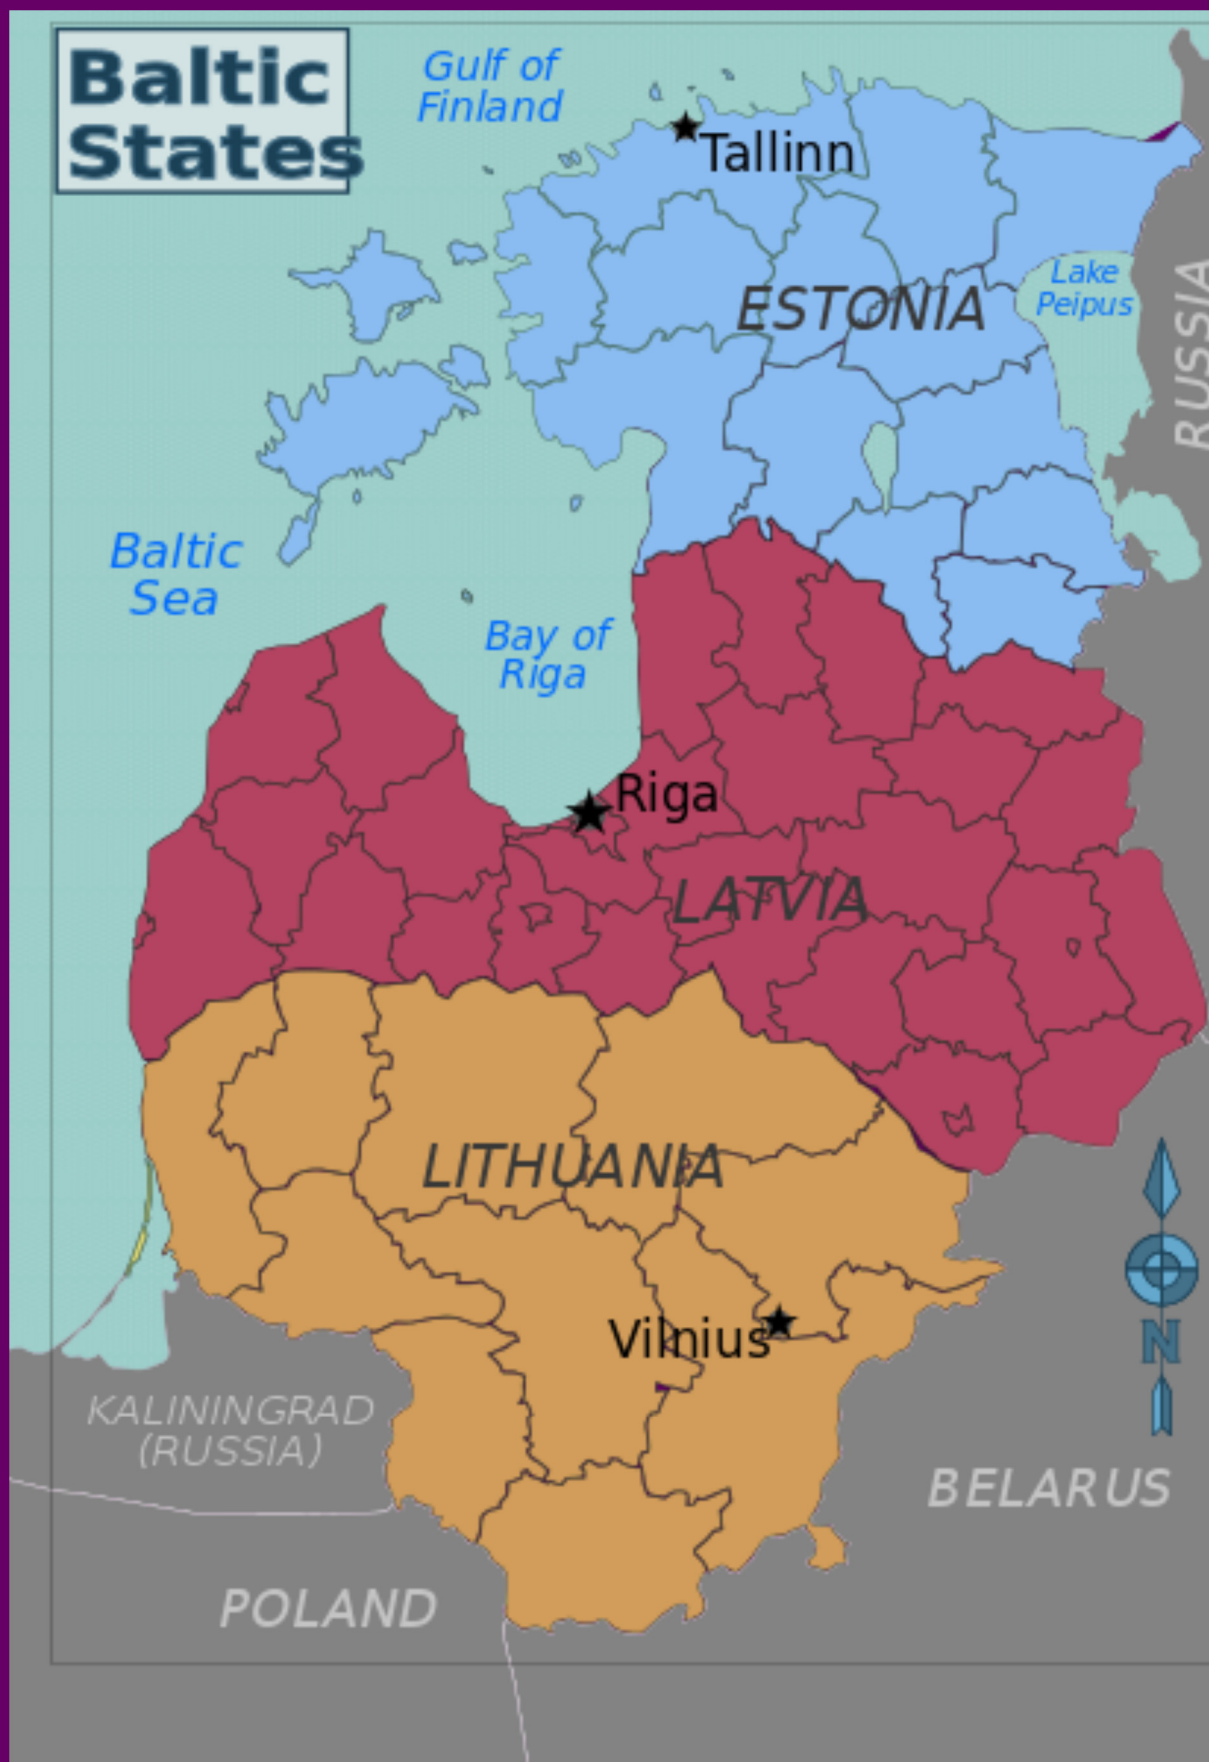 Baltic
States
Gulf of
Finland
Tallinn
ESTONIA
Lake
Peipus
RUSSIA
Baltic
Sea
Bay of
Riga
Riga
LATVIA
LITHUANIA
Vilnius
N
KALININGRAD
(RUSSIA)
BELARUS
POLAND